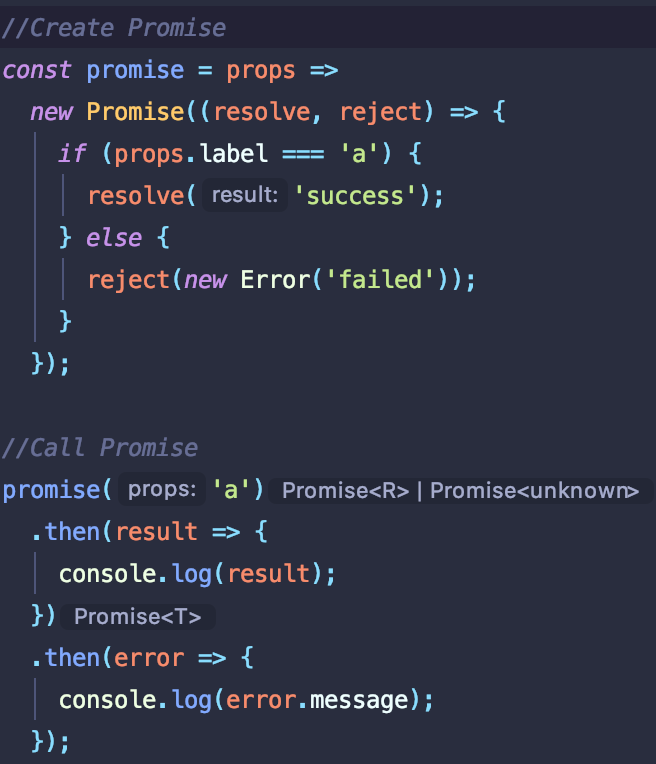 //Create Promise
const promise = props =>
new Promise((resolve, reject) => {
if (props.label === 'a') {
resolve( result: 'success');
} else {
reject(new Error('failed'));
}
});
//Call Promise
promise( props: 'a') Promise<R> | Promise<unknown>
.then(result => {
console.log(result);
}) Promise<T>
.then(error => {
console.log(error.message);
});